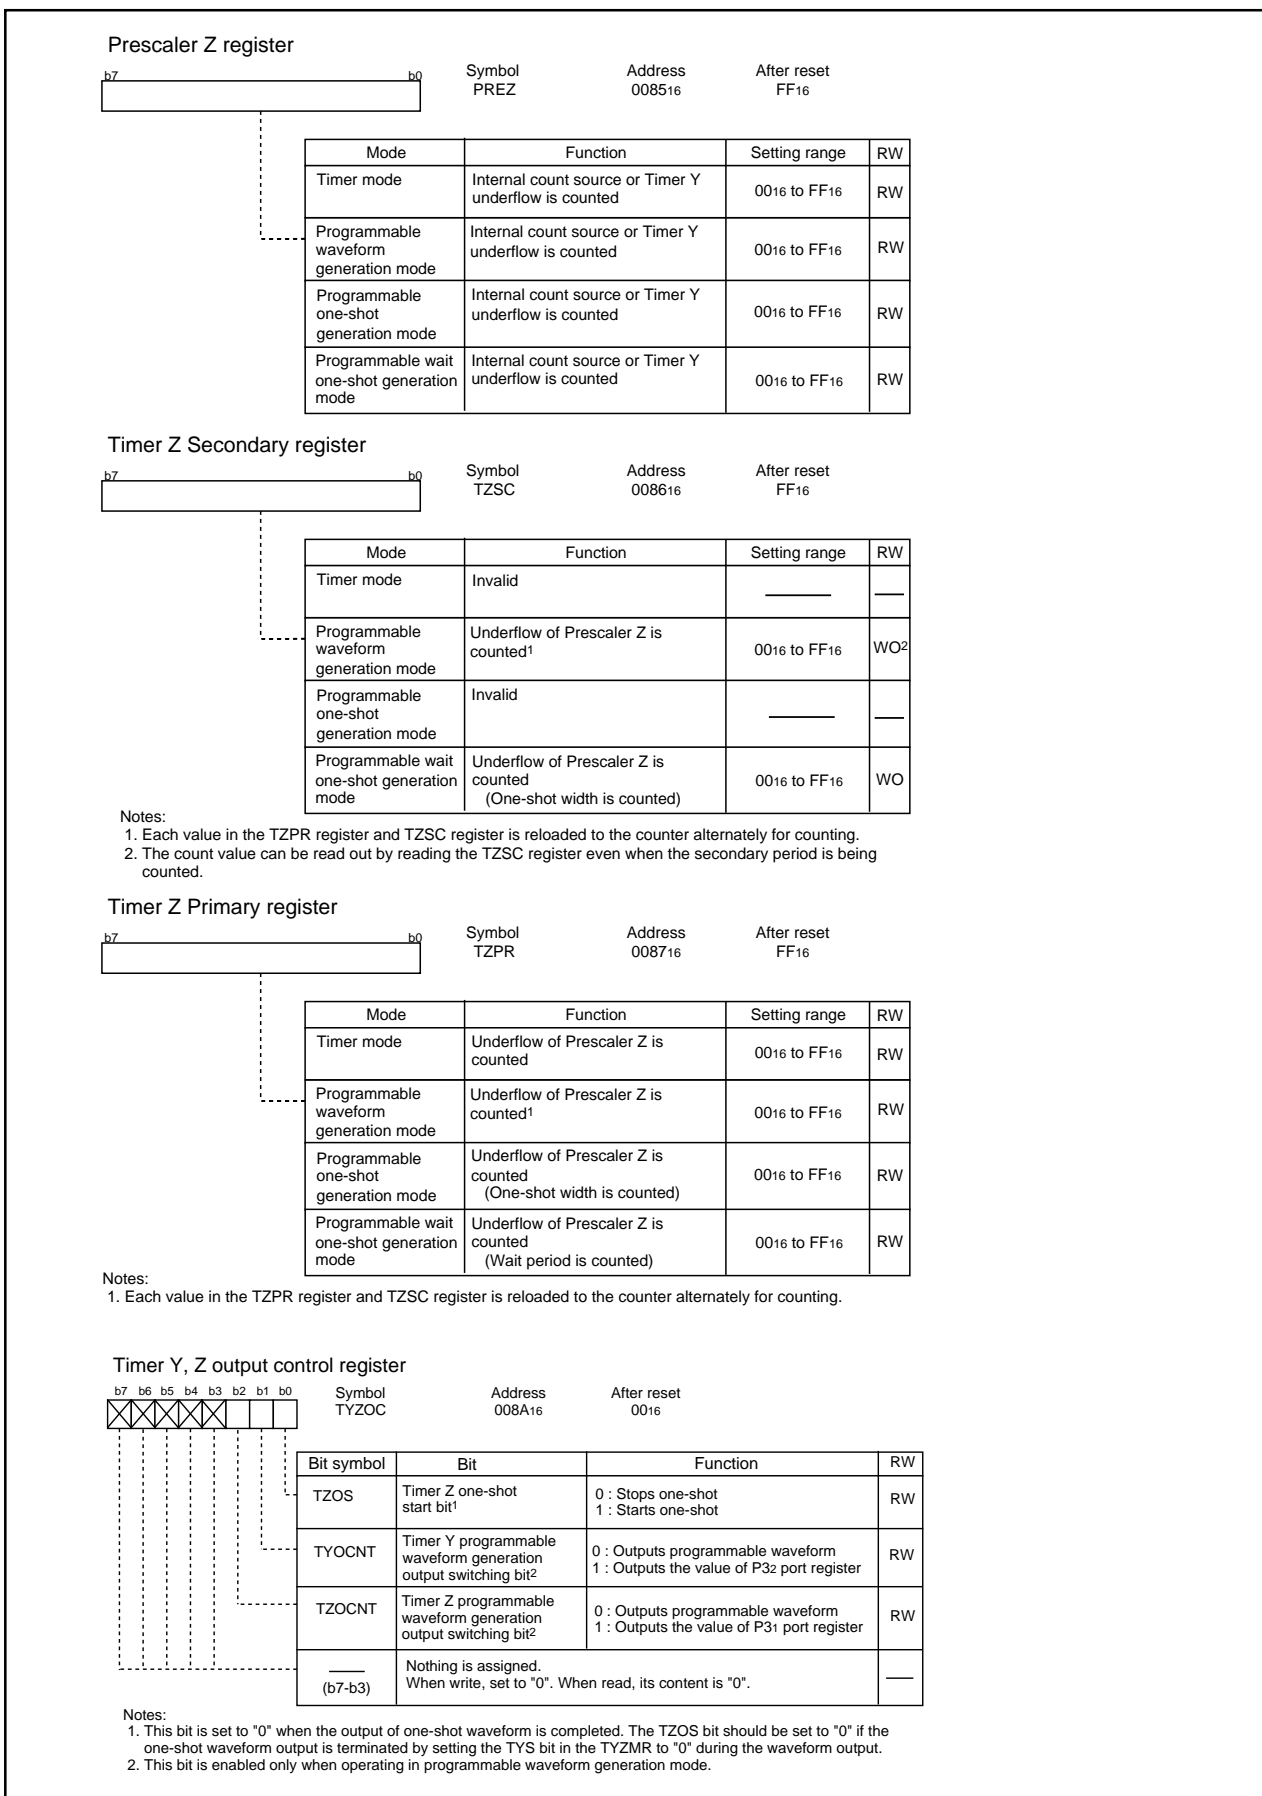 Prescaler Z register
b7 b0 Symbol Address After reset
PREZ 008516 FF16
Mode Function Setting range RW
Timer mode Internal count source or Timer Y
underflow is counted 0016 to FF16 RW
Programmable Internal count source or Timer Y
waveform underflow is counted 0016 to FF16 RW
generation mode
Programmable Internal count source or Timer Y
one-shot underflow is counted 0016 to FF16 RW
generation mode
Programmable wait Internal count source or Timer Y
one-shot generation underflow is counted 0016 to FF16 RW
mode
Timer Z Secondary register
b7 b0 Symbol Address After reset
TZSC 008616 FF16
Mode Function Setting range RW
Timer mode Invalid
Programmable Underflow of Prescaler Z is
waveform counted1 0016 to FF16 WO2
generation mode
Programmable Invalid
one-shot
generation mode
Programmable wait Underflow of Prescaler Z is
one-shot generation counted 0016 to FF16 WO
mode (One-shot width is counted)
Notes:
1. Each value in the TZPR register and TZSC register is reloaded to the counter alternately for counting.
2. The count value can be read out by reading the TZSC register even when the secondary period is being
counted.
Timer Z Primary register
b7 b0 Symbol Address After reset
TZPR 008716 FF16
Mode Function Setting range RW
Timer mode Underflow of Prescaler Z is
counted 0016 to FF16 RW
Programmable Underflow of Prescaler Z is
waveform counted1 0016 to FF16 RW
generation mode
Programmable Underflow of Prescaler Z is
one-shot counted 0016 to FF16 RW
generation mode (One-shot width is counted)
Programmable wait Underflow of Prescaler Z is
one-shot generation counted 0016 to FF16 RW
mode (Wait period is counted)
Notes:
1. Each value in the TZPR register and TZSC register is reloaded to the counter alternately for counting.
Timer Y, Z output control register
b7 b6 b5 b4 b3 b2 b1 b0 Symbol Address After reset
TYZOC 008A16 0016
Bit symbol Bit Function RW
TZOS Timer Z one-shot 0 : Stops one-shot RW
start bit1 1 : Starts one-shot
Timer Y programmable
TYOCNT waveform generation 0 : Outputs programmable waveform RW
output switching bit2 1 : Outputs the value of P32 port register
Timer Z programmable
TZOCNT waveform generation 0 : Outputs programmable waveform RW
output switching bit2 1 : Outputs the value of P31 port register
Nothing is assigned.
(b7-b3) When write, set to "0". When read, its content is "0".
Notes:
1. This bit is set to "0" when the output of one-shot waveform is completed. The TZOS bit should be set to "0" if the
one-shot waveform output is terminated by setting the TYS bit in the TYZMR to "0" during the waveform output.
2. This bit is enabled only when operating in programmable waveform generation mode.